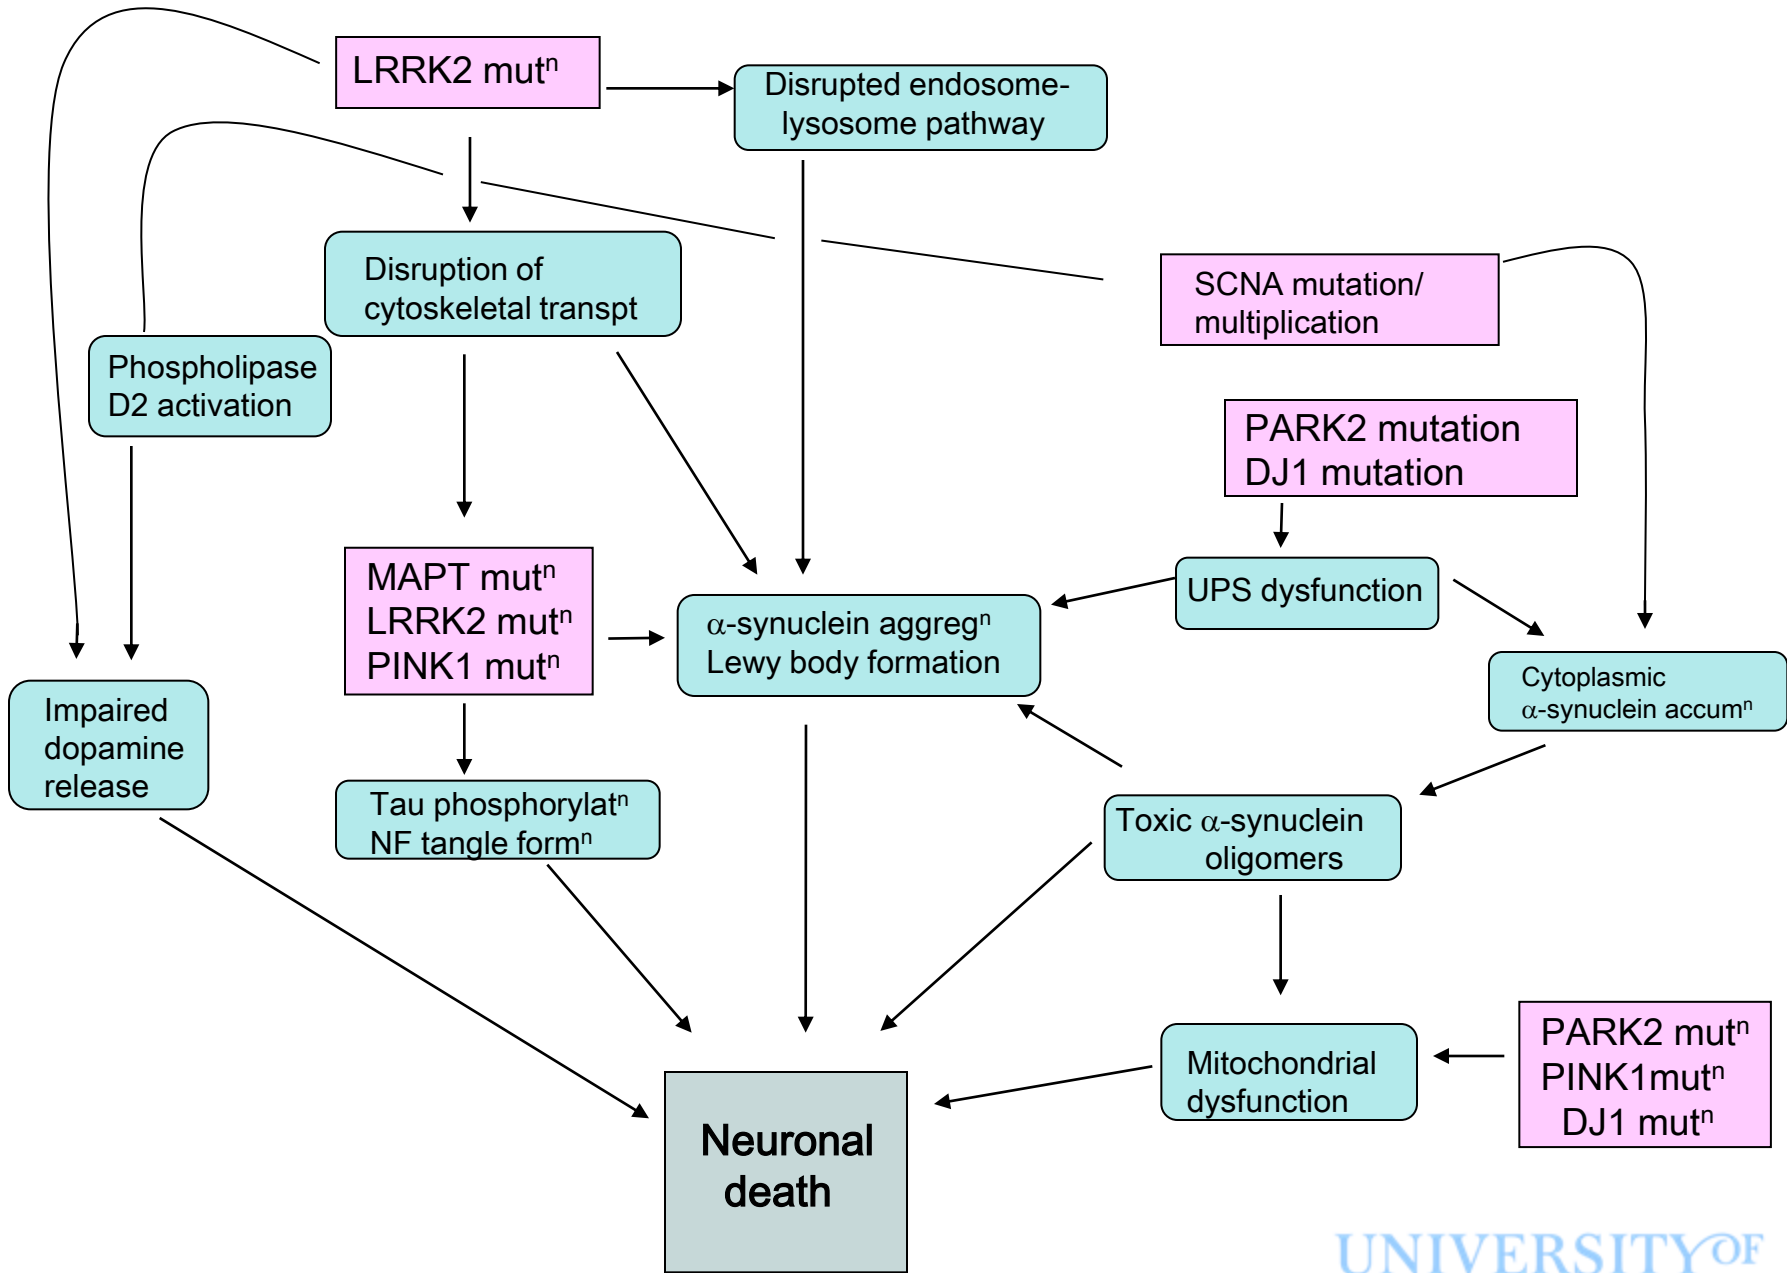 LRRK2 mutⁿ
Disrupted endosome-
lysosome pathway
Disruption of
cytoskeletal transpt
SCNA mutation/
multiplication
Phospholipase
D2 activation
PARK2 mutation
DJ1 mutation
MAPT mutⁿ
LRRK2 mutⁿ
PINK1 mutⁿ
α-synuclein aggregⁿ
Lewy body formation
UPS dysfunction
Cytoplasmic
α-synuclein accumⁿ
Impaired
dopamine
release
Tau phosphorylatⁿ
NF tangle formⁿ
Toxic α-synuclein
oligomers
Mitochondrial
dysfunction
PARK2 mutⁿ
PINK1mutⁿ
DJ1 mutⁿ
Neuronal
death
UNIVERSITY OF